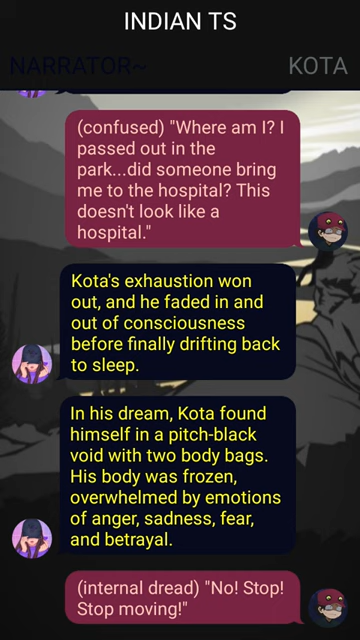 INDIAN TS
NARRATOR~
KOTA
(confused) "Where am I? I
passed out in the
park...did someone bring
me to the hospital? This
doesn't look like a
hospital."
Kota's exhaustion won
out, and he faded in and
out of consciousness
before finally drifting back
to sleep.
In his dream, Kota found
himself in a pitch-black
void with two body bags.
His body was frozen,
overwhelmed by emotions
of anger, sadness, fear,
and betrayal.
(internal dread) "No! Stop!
Stop moving!"